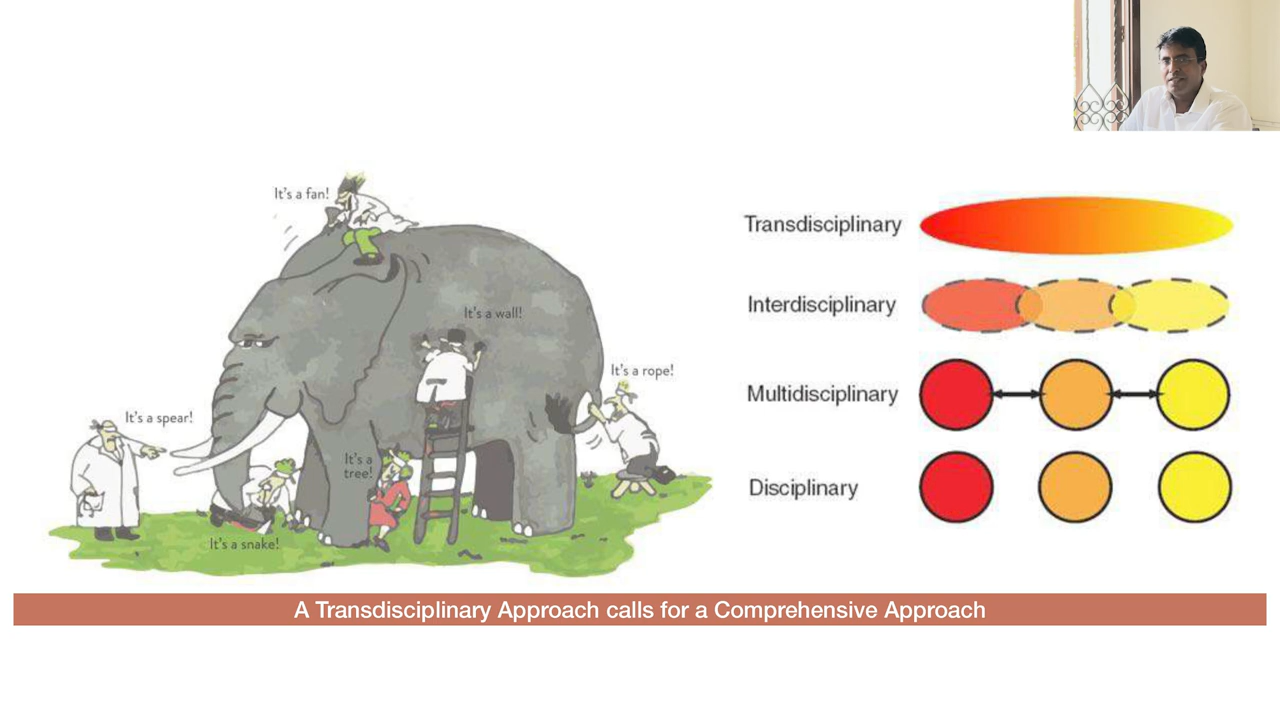 It's a fan!
It's a wall!
It's a rope!
It's a spear!
It's a
tree!
It's a snake!
Transdisciplinary
Interdisciplinary
Multidisciplinary
Disciplinary
A Transdisciplinary Approach calls for a Comprehensive Approach